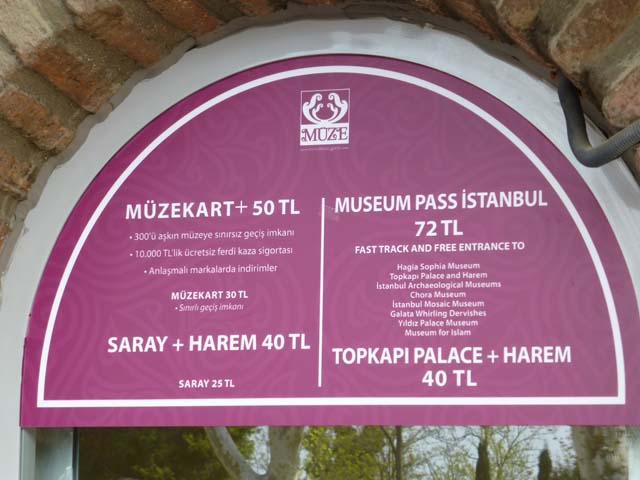 MÜZE
MÜZEKART+ 50 TL
• 300'ü aşkın müzeye sınırsız geçiş imkanı
• 10.000 TL'lik ücretsiz ferdi kaza sigortası
• Anlaşmalı markalarda indirimler
MÜZEKART 30 TL
• Sınırlı geçiş imkanı
SARAY + HAREM 40 TL
SARAY 25 TL
MUSEUM PASS İSTANBUL
72 TL
FAST TRACK AND FREE ENTRANCE TO
Hagia Sophia Museum
Topkapı Palace and Harem
İstanbul Archaeological Museums
Chora Museum
İstanbul Mosaic Museum
Galata Whirling Dervishes
Yıldız Palace Museum
Museum for Islam
TOPKAPI PALACE + HAREM
40 TL